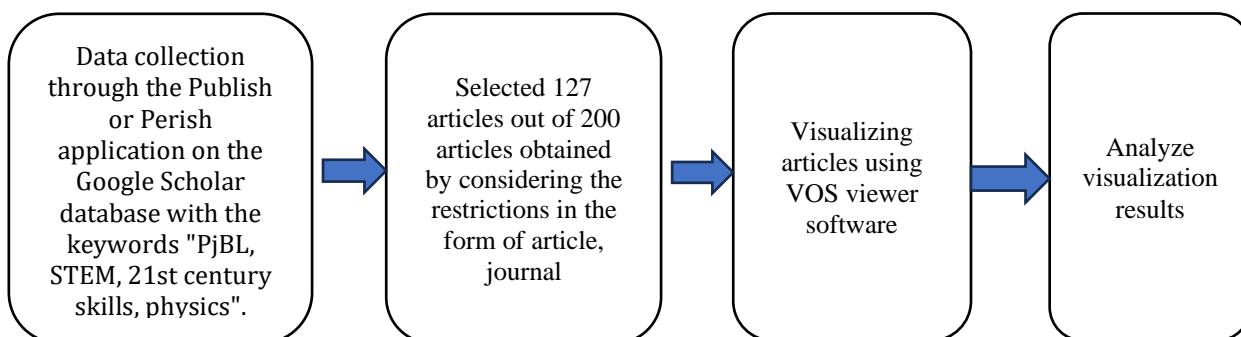 Data collection
through the Publish
or Perish
application on the
Google Scholar
database with the
keywords "PjBL,
STEM, 21st century
skills, physics".
Selected 127
articles out of 200
articles obtained
by considering the
restrictions in the
form of article,
journal
Visualizing
articles using
VOS viewer
software
Analyze
visualization
results